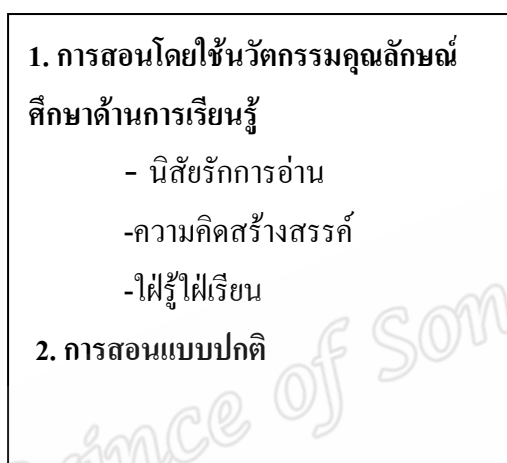 1. การสอนโดยใช้นวัตกรรมคุณลักษณ์
ศึกษาด้านการเรียนรู้
- นิสัยรักการอ่าน
-ความคิดสร้างสรรค์
-ใฝ่รู้ใฝ่เรียน
2. การสอนแบบปกติ
Prince of Son